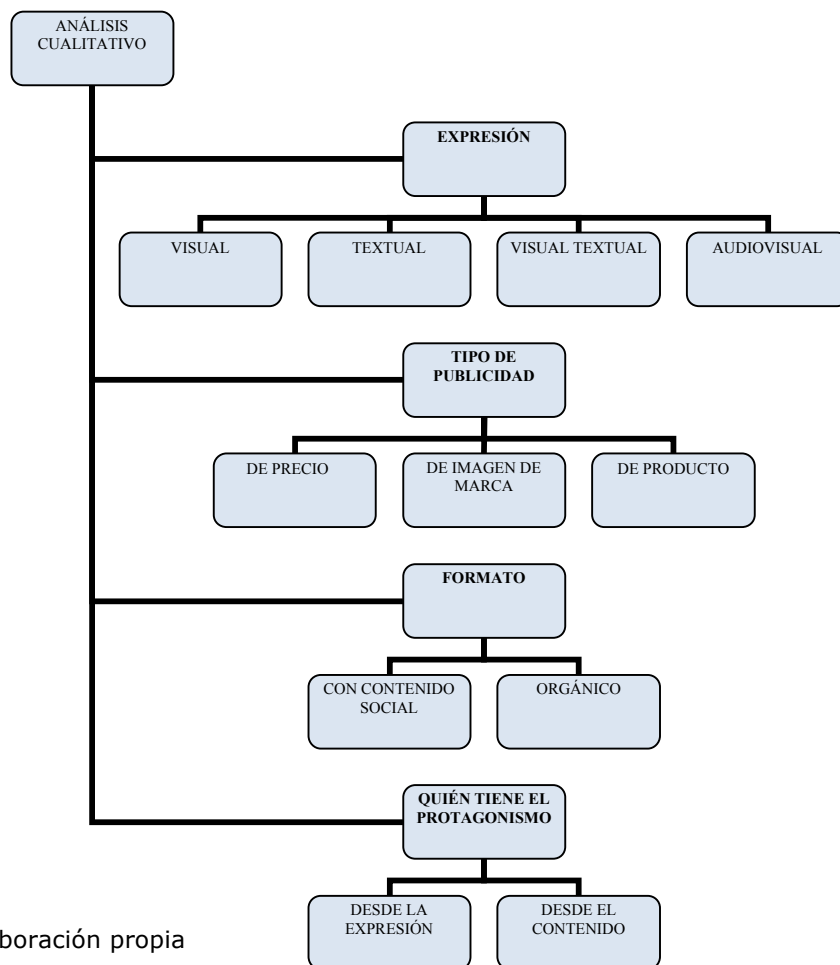 ANÁLISIS
CUALITATIVO
EXPRESIÓN
VISUAL
TEXTUAL
VISUAL TEXTUAL
AUDIOVISUAL
TIPO DE
PUBLICIDAD
DE PRECIO
DE IMAGEN DE
MARCA
DE PRODUCTO
FORMATO
CON CONTENIDO
SOCIAL
ORGÁNICO
QUIÉN TIENE EL
PROTAGONISMO
DESDE LA
EXPRESIÓN
DESDE EL
CONTENIDO
boración propia